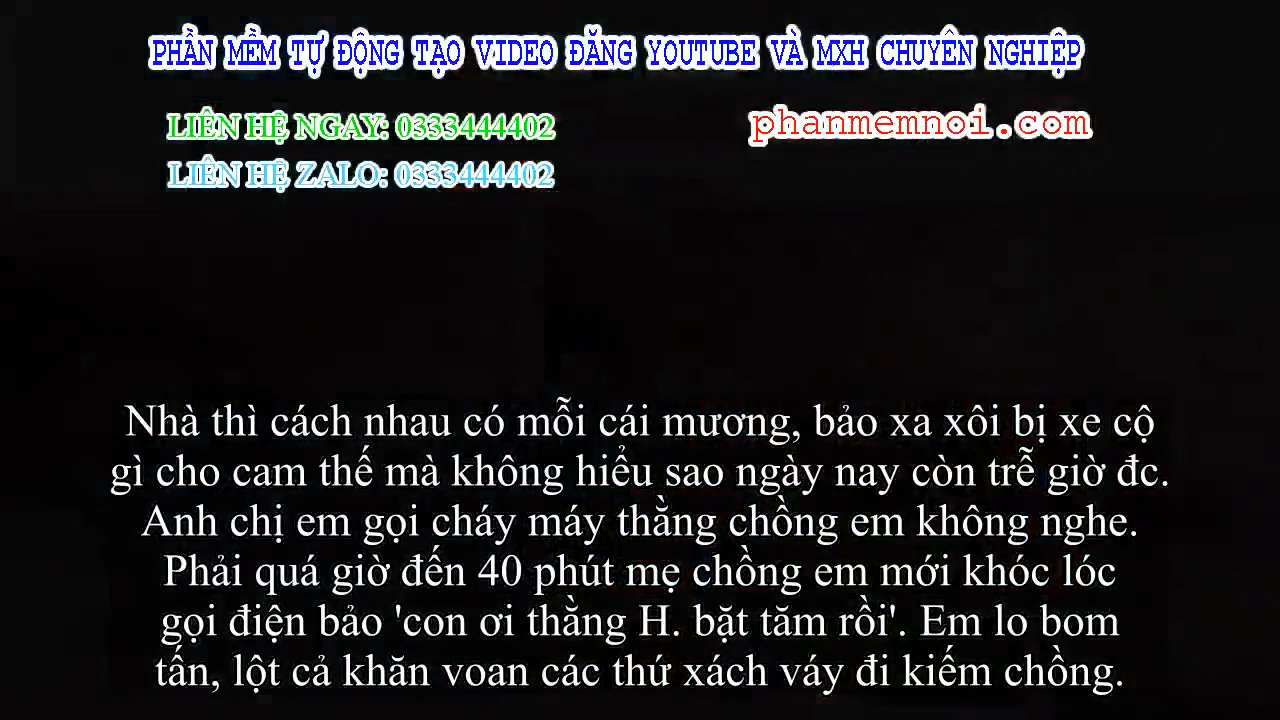 PHẦN MỀM TỰ ĐỘNG TẠO VIDEO ĐĂNG YOUTUBE VÀ MXH CHUYÊN NGHIỆP
LIÊN HỆ NGAY: 0333444402
phanmemnoi.com
LIÊN HỆ ZALO: 0333444402
Nhà thì cách nhau có mỗi cái mương, bảo xa xôi bị xe cộ
gì cho cam thế mà không hiểu sao ngày nay còn trễ giờ đc.
Anh chị em gọi cháy máy thằng chồng em không nghe.
Phải quá giờ đến 40 phút mẹ chồng em mới khóc lóc
gọi điện bảo 'con ơi thằng H. bặt tăm rồi'. Em lo bom
tấn, lột cả khăn voan các thứ xách váy đi kiếm chồng.